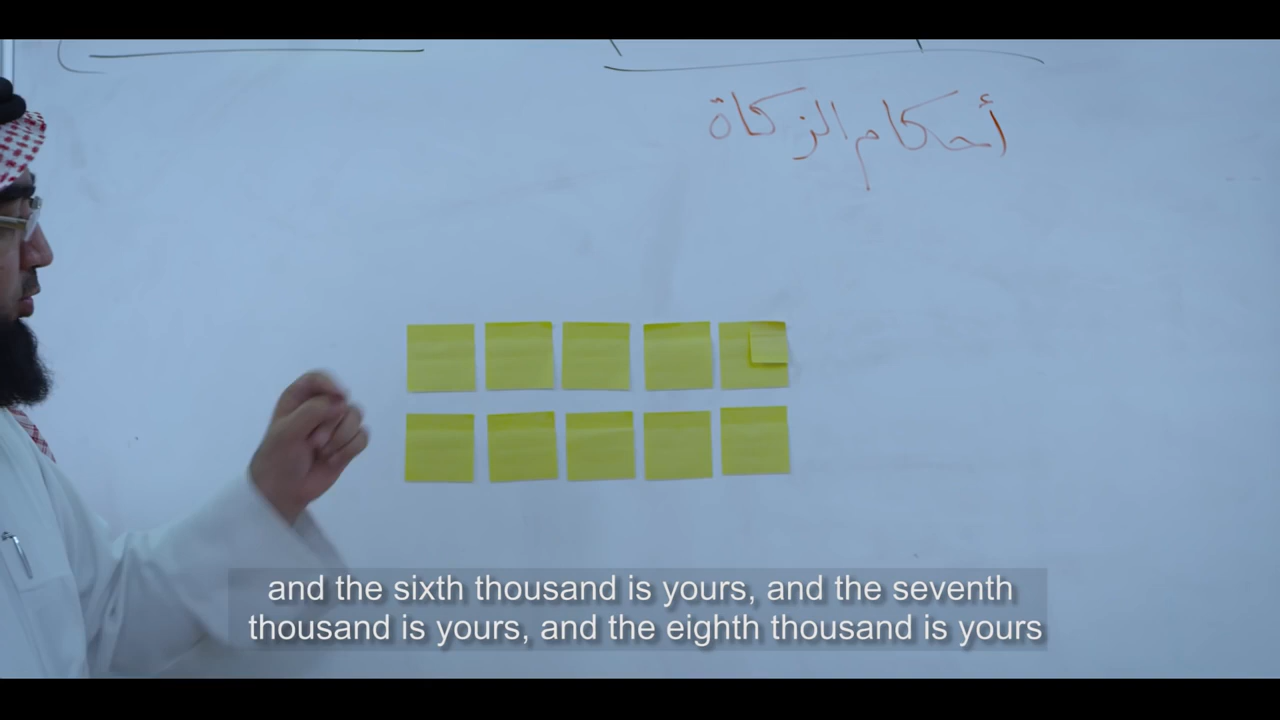 أحكام الزكاة
and the sixth thousand is yours, and the seventh
thousand is yours, and the eighth thousand is yours